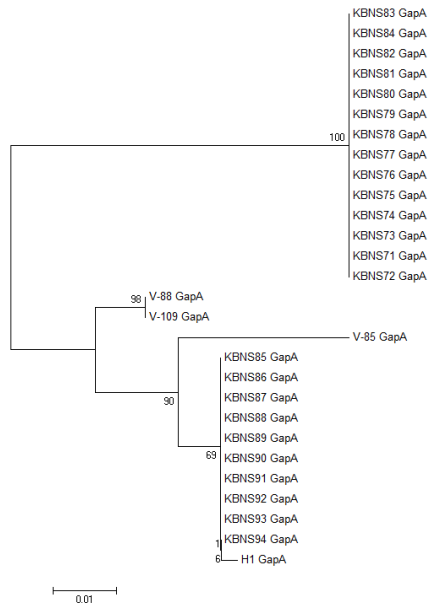 KBNS83 GapA
KBNS84 GapA
KBNS82 GapA
KBNS81 GapA
KBNS80 GapA
KBNS79 GapA
100 KBNS78 GapA
KBNS77 GapA
KBNS76 GapA
KBNS75 GapA
KBNS74 GapA
KBNS73 GapA
KBNS71 GapA
KBNS72 GapA
98 V-88 GapA
V-109 GapA
V-85 GapA
KBNS85 GapA
KBNS86 GapA
KBNS87 GapA
90 KBNS88 GapA
KBNS89 GapA
69 KBNS90 GapA
KBNS91 GapA
KBNS92 GapA
KBNS93 GapA
1 KBNS94 GapA
6 H1 GapA
0.01